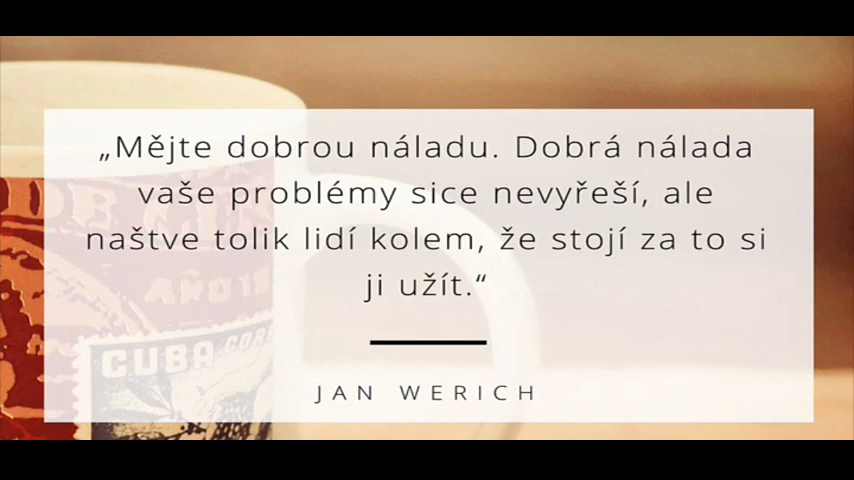 „Mějte dobrou náladu. Dobrá nálada
vaše problémy sice nevyřeší, ale
naštve tolik lidí kolem, že stojí za to si
ji užít.“
JAN WERICH
CUBA